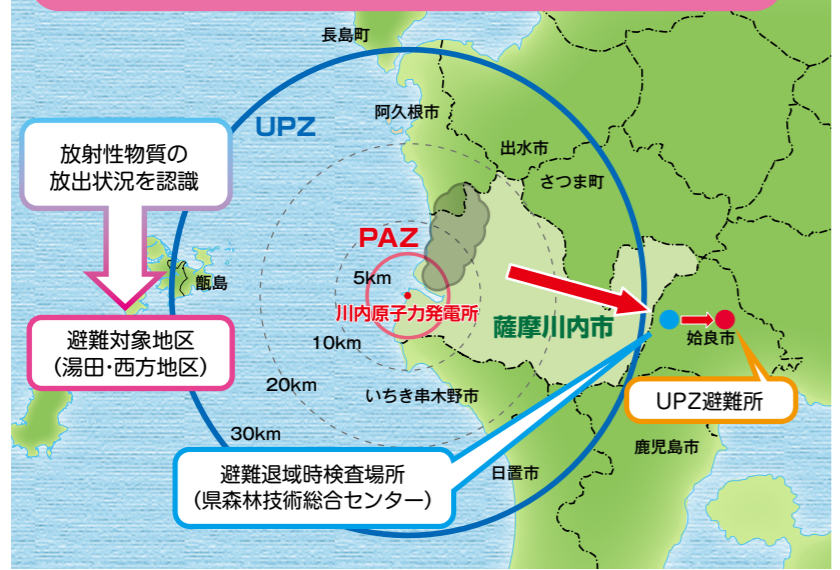 長島町
阿久根市
UPZ
出水市
放射性物質の
放出状況を認識
さつま町
PAZ
5km
甑島
川内原子力発電所
薩摩川内市
避難対象地区
（湯田・西方地区）
10km
姶良市
20km
いちき串木野市
UPZ避難所
30km
鹿児島市
避難退域時検査場所
（県森林技術総合センター）
日置市